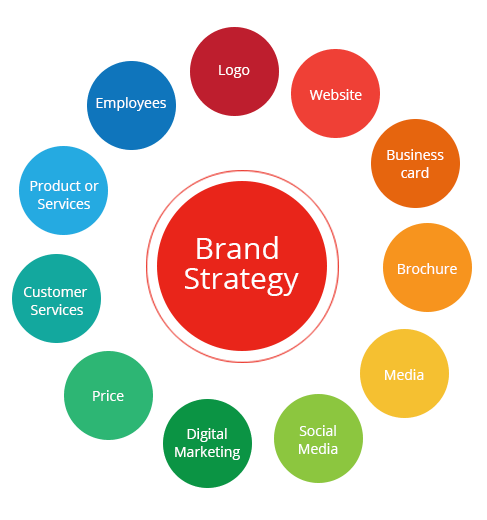 Logo
Website
Business
card
Brochure
Media
Social
Media
Digital
Marketing
Price
Customer
Services
Product or
Services
Employees
Brand
Strategy